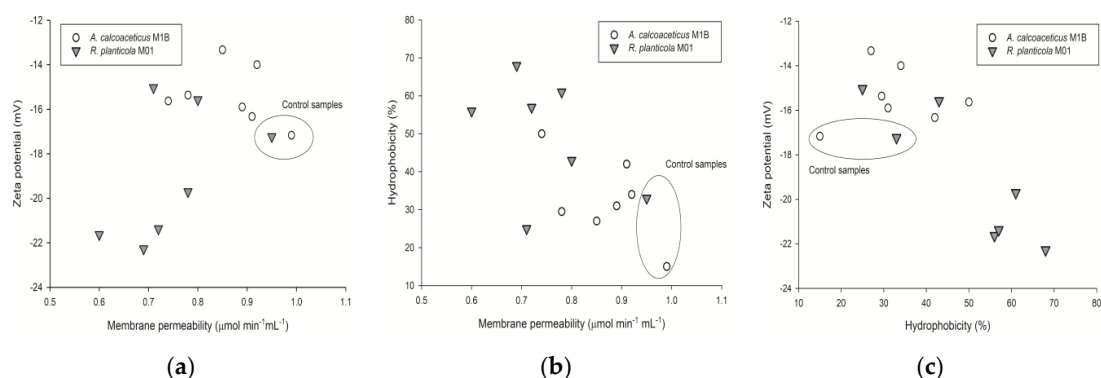 -12
-14
-16
-18
-20
-22
-24
Zeta potential (mV)
A. calcoaceticus M1B
R. planticola M01
Control samples
0.5 0.6 0.7 0.8 0.9 1.0 1.1
Membrane permeability (µmol min⁻¹mL⁻¹)
(a)
80
70
60
50
40
30
20
10
0
Hydrophobicity (%)
A. calcoaceticus M1B
R. planticola M01
Control samples
0.5 0.6 0.7 0.8 0.9 1.0 1.1
Membrane permeability (µmol min⁻¹mL⁻¹)
(b)
-12
-14
-16
-18
-20
-22
-24
Zeta potential (mV)
A. calcoaceticus M1B
R. planticola M01
Control samples
10 20 30 40 50 60 70 80
Hydrophobicity (%)
(c)